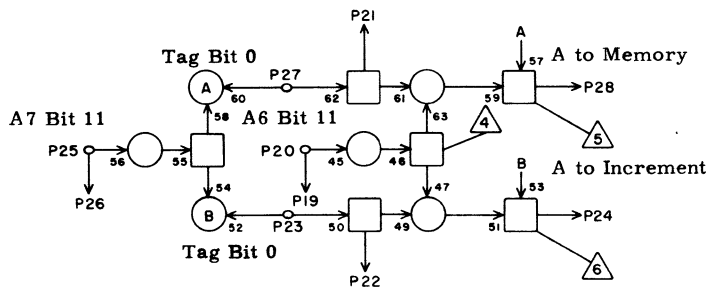 P21
A
Tag Bit 0
57 A to Memory
P27
A
60 62 61 59 P28
A7 Bit 11 58 A6 Bit 11 63 4 5
P25 56 55 P20 45 46
B A to Increment
54 47 53
P26 P19
B
52 P23 50 49 51 P24
Tag Bit 0
6
P22